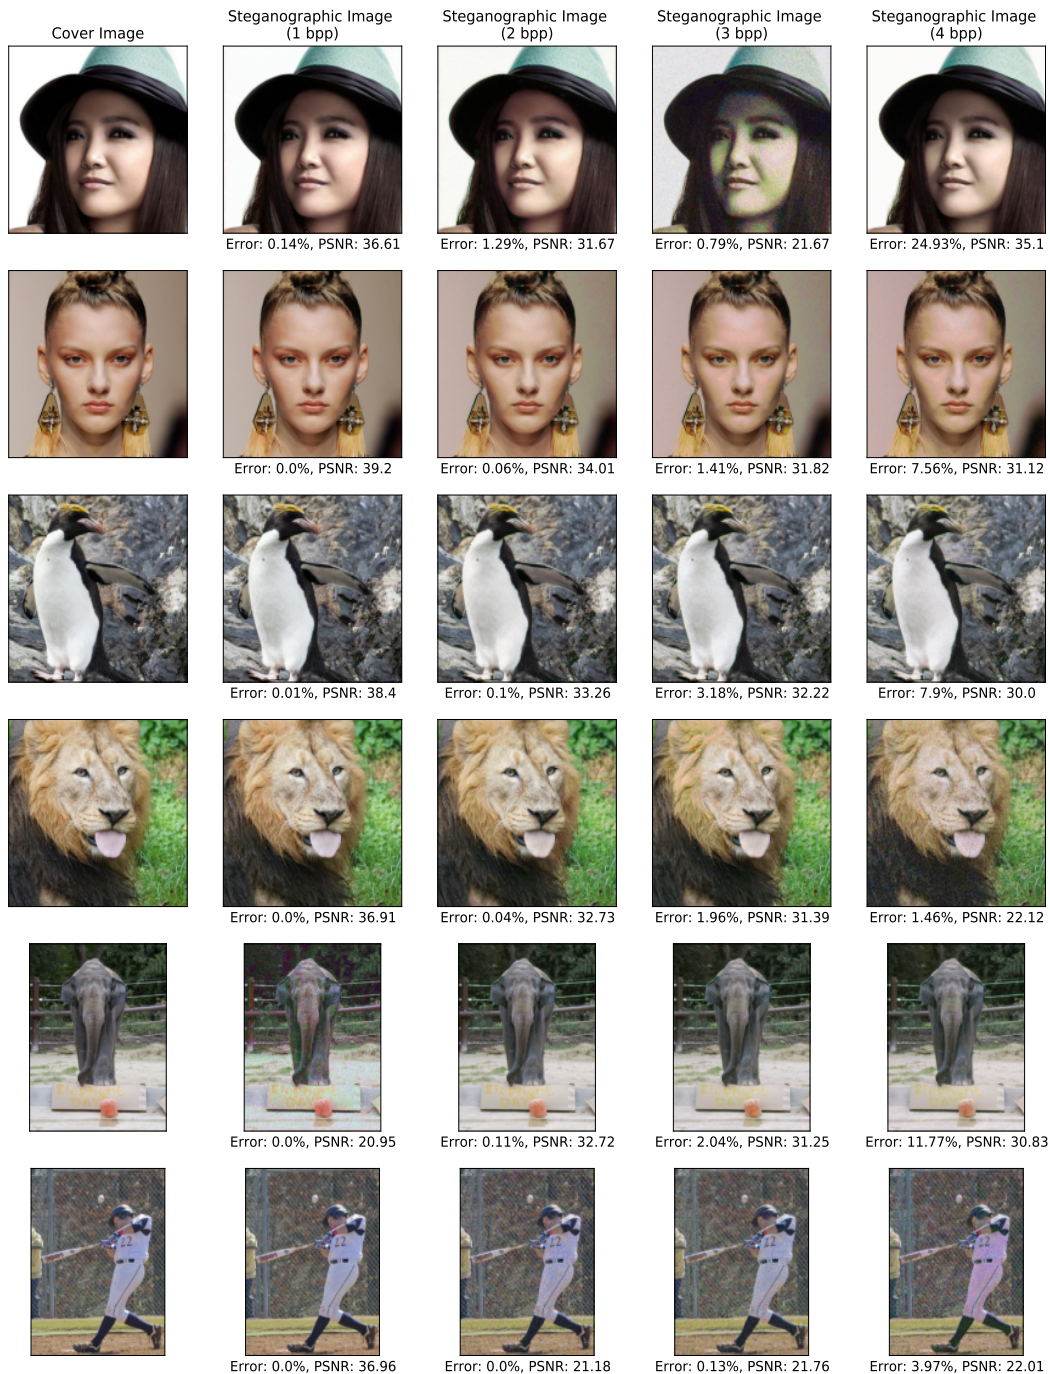 Cover Image
Steganographic Image
(1 bpp)
Steganographic Image
(2 bpp)
Steganographic Image
(3 bpp)
Steganographic Image
(4 bpp)
Error: 0.14%, PSNR: 36.61
Error: 1.29%, PSNR: 31.67
Error: 0.79%, PSNR: 21.67
Error: 24.93%, PSNR: 35.1
Error: 0.0%, PSNR: 39.2
Error: 0.06%, PSNR: 34.01
Error: 1.41%, PSNR: 31.82
Error: 7.56%, PSNR: 31.12
Error: 0.01%, PSNR: 38.4
Error: 0.1%, PSNR: 33.26
Error: 3.18%, PSNR: 32.22
Error: 7.9%, PSNR: 30.0
Error: 0.0%, PSNR: 36.91
Error: 0.04%, PSNR: 32.73
Error: 1.96%, PSNR: 31.39
Error: 1.46%, PSNR: 22.12
Error: 0.0%, PSNR: 20.95
Error: 0.11%, PSNR: 32.72
Error: 2.04%, PSNR: 31.25
Error: 11.77%, PSNR: 30.83
22
22
22
22
22
Error: 0.0%, PSNR: 36.96
Error: 0.0%, PSNR: 21.18
Error: 0.13%, PSNR: 21.76
Error: 3.97%, PSNR: 22.01